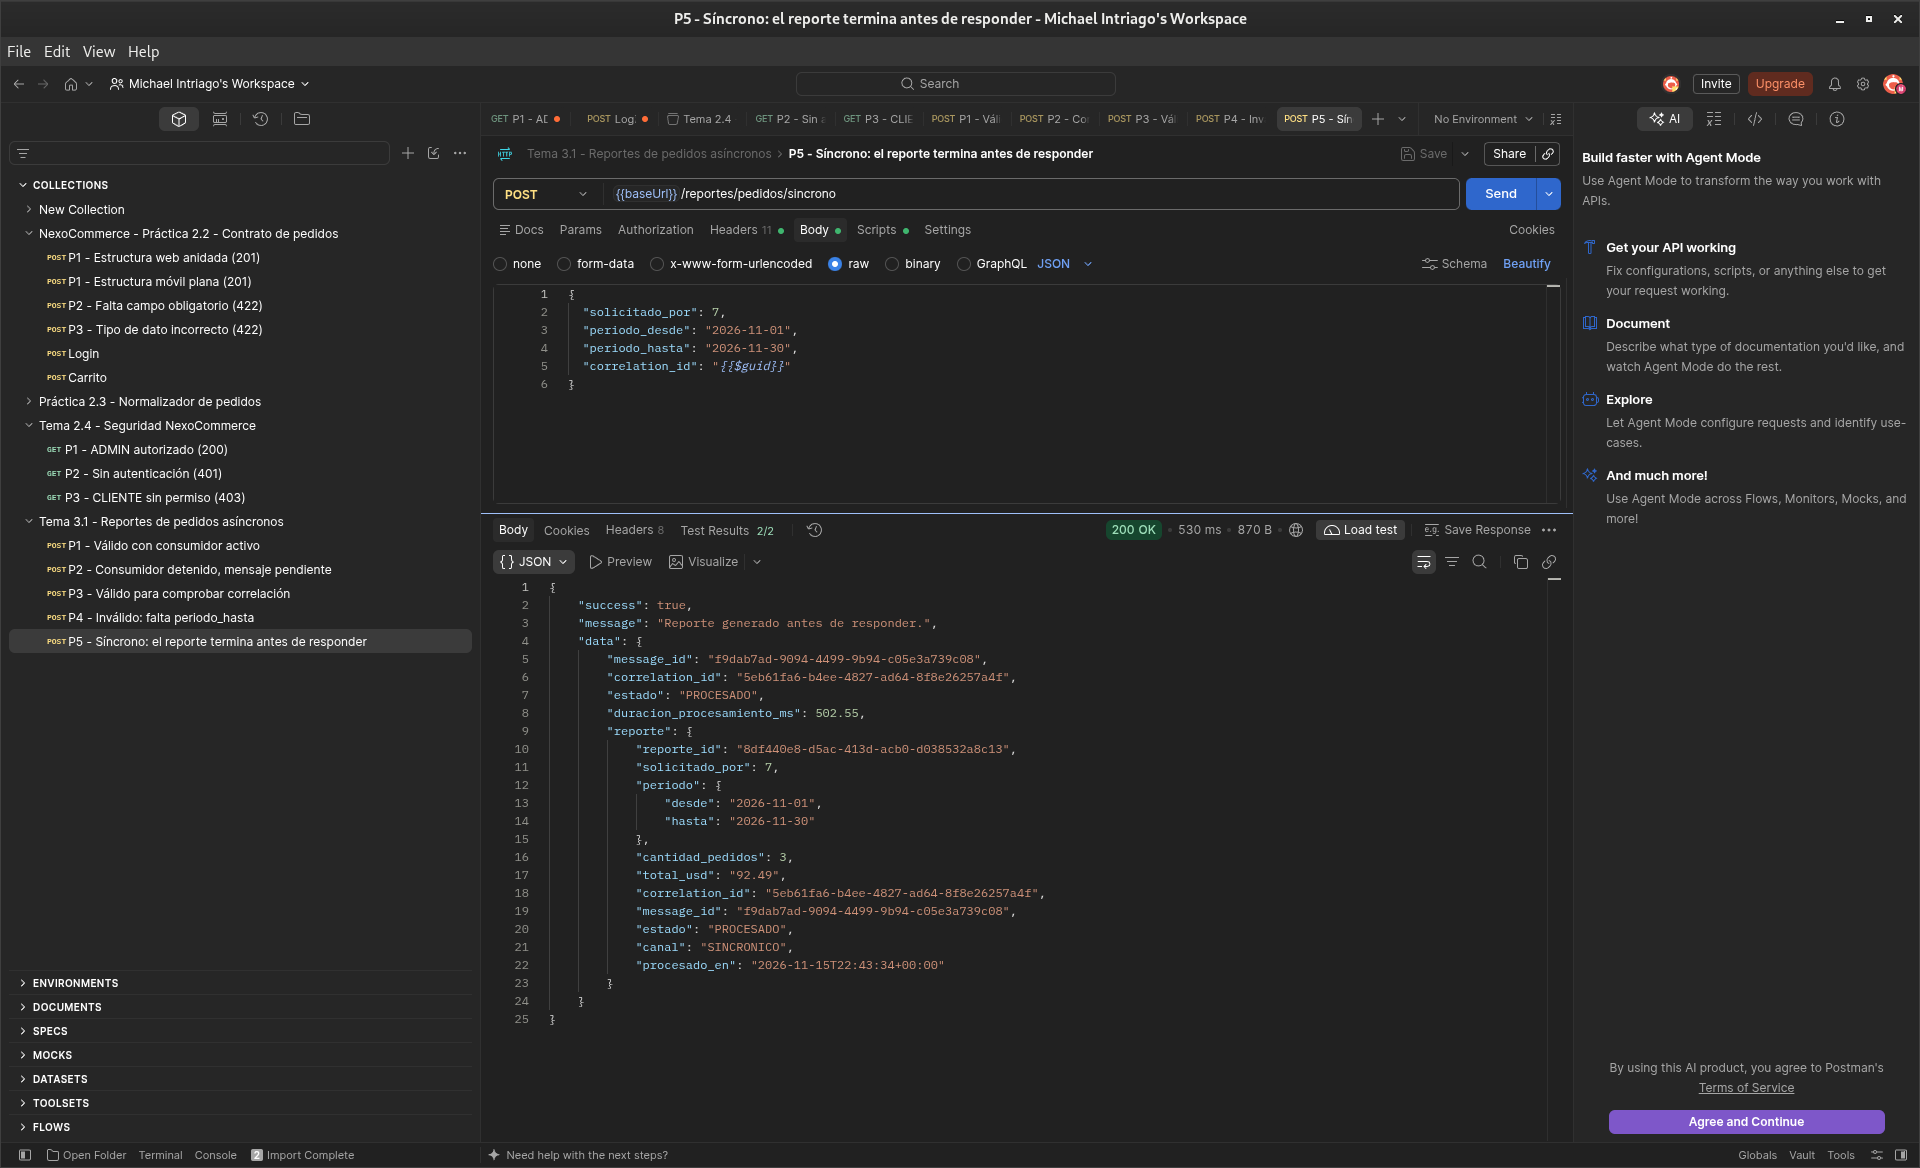 P5 - Síncrono: el reporte termina antes de responder - Michael Intriago's Workspace
File Edit View Help
Michael Intriago's Workspace
Search
Invite
Upgrade
GET P1 - AD
POST Log
Tema 2.4
GET P2 - Sin
GET P3 - CLIE
POST P1 - Váli
POST P2 - Co
POST P3 - Vá
POST P4 - Inv
POST P5 - Sín
No Environment
AI
COLLECTIONS
New Collection
NexoCommerce - Práctica 2.2 - Contrato de pedidos
POST P1 - Estructura web anidada (201)
POST P1 - Estructura móvil plana (201)
POST P2 - Falta campo obligatorio (422)
POST P3 - Tipo de dato incorrecto (422)
POST Login
POST Carrito
Práctica 2.3 - Normalizador de pedidos
Tema 2.4 - Seguridad NexoCommerce
GET P1 - ADMIN autorizado (200)
GET P2 - Sin autenticación (401)
GET P3 - CLIENTE sin permiso (403)
Tema 3.1 - Reportes de pedidos asíncronos
POST P1 - Válido con consumidor activo
POST P2 - Consumidor detenido, mensaje pendiente
POST P3 - Válido para comprobar correlación
POST P4 - Inválido: falta periodo_hasta
POST P5 - Síncrono: el reporte termina antes de responder
ENVIRONMENTS
DOCUMENTS
SPECS
MOCKS
DATASETS
TOOLSETS
FLOWS
HTTP Tema 3.1 - Reportes de pedidos asíncronos > P5 - Síncrono: el reporte termina antes de responder
Save
Share
POST {{baseUrl}} /reportes/pedidos/sincrono
Send
Docs Params Authorization Headers 11 Body Scripts Settings
Cookies
none form-data x-www-form-urlencoded raw binary GraphQL JSON
Schema Beautify
1 {
2 "solicitado_por": 7,
3 "periodo_desde": "2026-11-01",
4 "periodo_hasta": "2026-11-30",
5 "correlation_id": "{{$guid}}"
6 }
Body Cookies Headers 8 Test Results 2/2
200 OK • 530 ms • 870 B
Load test
e.g. Save Response
{} JSON Preview Visualize
1 {
2 "success": true,
3 "message": "Reporte generado antes de responder.",
4 "data": {
5 "message_id": "f9dab7ad-9094-4499-9b94-c05e3a739c08",
6 "correlation_id": "5eb61fa6-b4ee-4827-ad64-8f8e26257a4f",
7 "estado": "PROCESADO",
8 "duracion_procesamiento_ms": 502.55,
9 "reporte": {
10 "reporte_id": "8df440e8-d5ac-413d-acb0-d038532a8c13",
11 "solicitado_por": 7,
12 "periodo": {
13 "desde": "2026-11-01",
14 "hasta": "2026-11-30"
15 },
16 "cantidad_pedidos": 3,
17 "total_usd": "92.49",
18 "correlation_id": "5eb61fa6-b4ee-4827-ad64-8f8e26257a4f",
19 "message_id": "f9dab7ad-9094-4499-9b94-c05e3a739c08",
20 "estado": "PROCESADO",
21 "canal": "SINCRONICO",
22 "procesado_en": "2026-11-15T22:43:34+00:00"
23 }
24 }
25 }
Build faster with Agent Mode
Use Agent Mode to transform the way you work with
APIs.
Get your API working
Fix configurations, scripts, or anything else to get
your request working.
Document
Describe what type of documentation you'd like, and
watch Agent Mode do the rest.
Explore
Let Agent Mode configure requests and identify use-
cases.
And much more!
Use Agent Mode across Flows, Monitors, Mocks, and
more!
By using this AI product, you agree to Postman's
Terms of Service
Agree and Continue
Open Folder Terminal Console 2 Import Complete
Need help with the next steps?
Globals Vault Tools